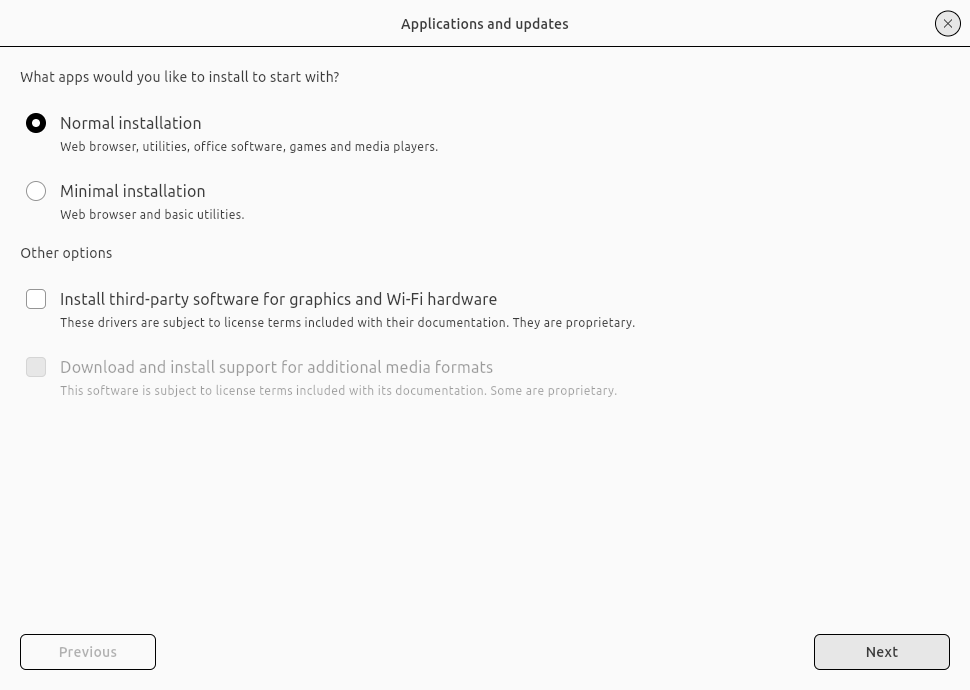 Applications and updates
What apps would you like to install to start with?
Normal installation
Web browser, utilities, office software, games and media players.
Minimal installation
Web browser and basic utilities.
Other options
Install third-party software for graphics and Wi-Fi hardware
These drivers are subject to license terms included with their documentation. They are proprietary.
Download and install support for additional media formats
This software is subject to license terms included with its documentation. Some are proprietary.
Previous
Next